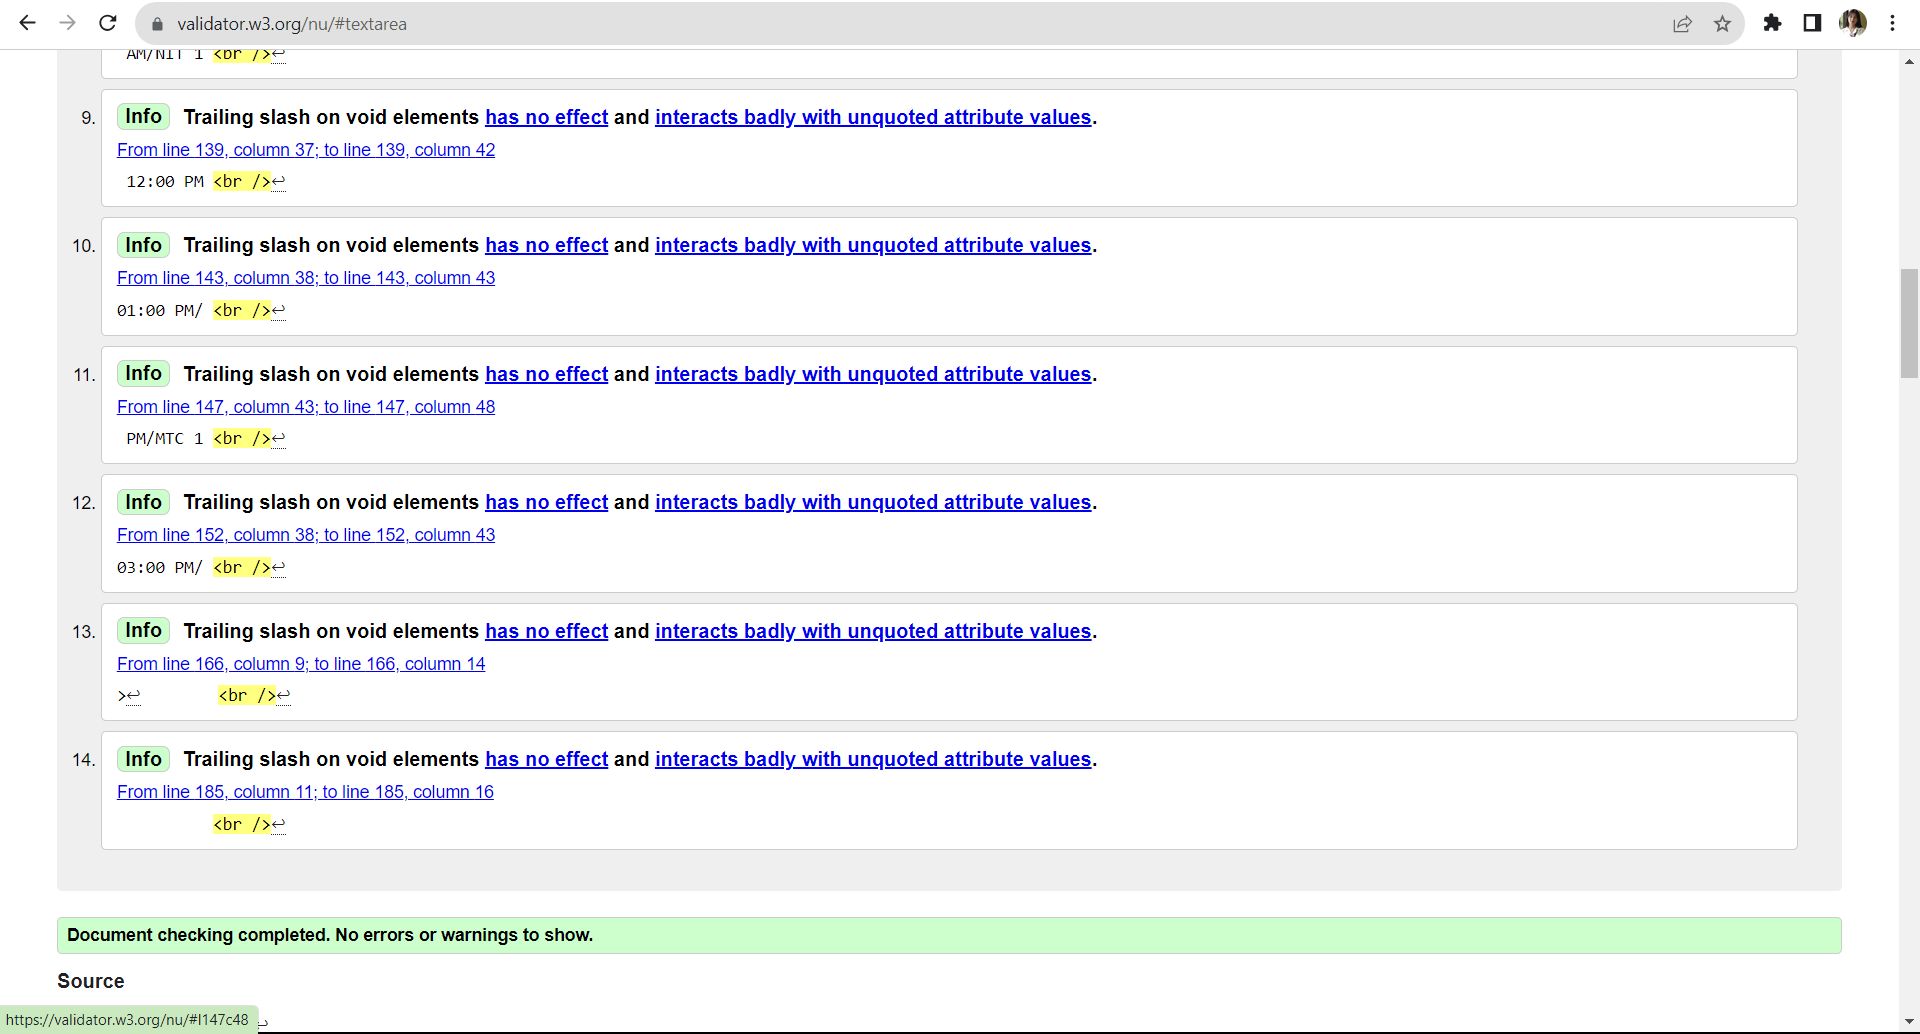 validator.w3.org/nu/#textarea
AM/NIT 1 <br />↩
9. Info Trailing slash on void elements has no effect and interacts badly with unquoted attribute values.
From line 139, column 37; to line 139, column 42
12:00 PM <br />↩
10. Info Trailing slash on void elements has no effect and interacts badly with unquoted attribute values.
From line 143, column 38; to line 143, column 43
01:00 PM/ <br />↩
11. Info Trailing slash on void elements has no effect and interacts badly with unquoted attribute values.
From line 147, column 43; to line 147, column 48
PM/MTC 1 <br />↩
12. Info Trailing slash on void elements has no effect and interacts badly with unquoted attribute values.
From line 152, column 38; to line 152, column 43
03:00 PM/ <br />↩
13. Info Trailing slash on void elements has no effect and interacts badly with unquoted attribute values.
From line 166, column 9; to line 166, column 14
>↩ <br />↩
14. Info Trailing slash on void elements has no effect and interacts badly with unquoted attribute values.
From line 185, column 11; to line 185, column 16
<br />↩
Document checking completed. No errors or warnings to show.
Source
https://validator.w3.org/nu/#l147c48